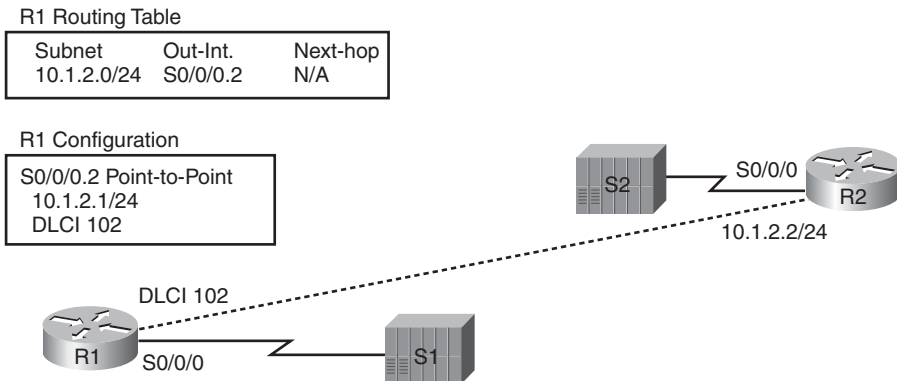 R1 Routing Table
Subnet Out-Int. Next-hop
10.1.2.0/24 S0/0/0.2 N/A
R1 Configuration
S0/0/0.2 Point-to-Point
10.1.2.1/24
DLCI 102
S2
S0/0/0
R2
10.1.2.2/24
DLCI 102
R1
S0/0/0
S1